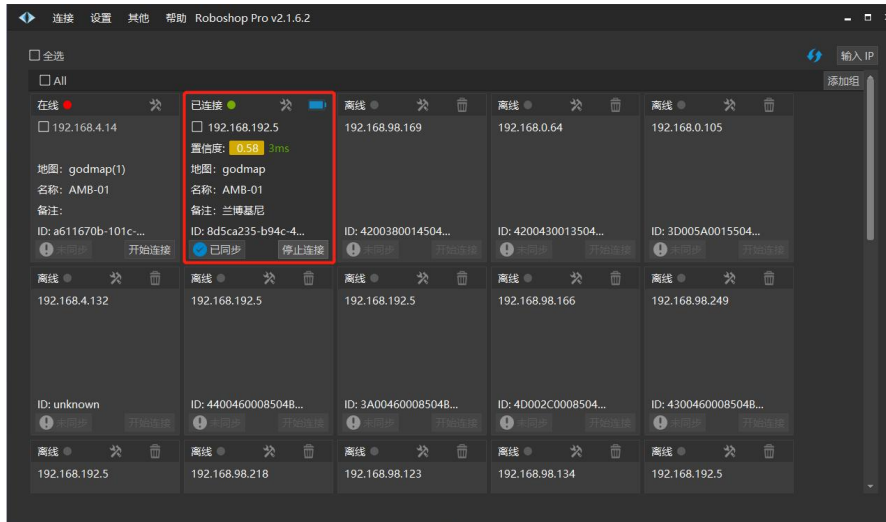 连接 设置 其他 帮助 Roboshop Pro v2.1.6.2
全选 输入 IP
All 添加组
在线 已连接 离线 离线 离线
192.168.4.14 192.168.192.5 192.168.98.169 192.168.0.64 192.168.0.105
置信度: 0.58 3ms
地图: godmap(1) 地图: godmap
名称: AMB-01 名称: AMB-01
备注: 备注: 兰博基尼
ID: a611670b-101c-... ID: 8d5ca235-b94c-4... ID: 4200380014504... ID: 4200430013504... ID: 3D005A0015504...
未同步 开始连接 已同步 停止连接 未同步 开始连接 未同步 开始连接 未同步 开始连接
离线 离线 离线 离线 离线
192.168.4.132 192.168.192.5 192.168.192.5 192.168.98.166 192.168.98.249
ID: unknown ID: 4400460008504B... ID: 3A00460008504B... ID: 4D002C0008504... ID: 4300460008504B...
未同步 开始连接 未同步 开始连接 未同步 开始连接 未同步 开始连接 未同步 开始连接
离线 离线 离线 离线 离线
192.168.192.5 192.168.98.218 192.168.98.123 192.168.98.134 192.168.192.5